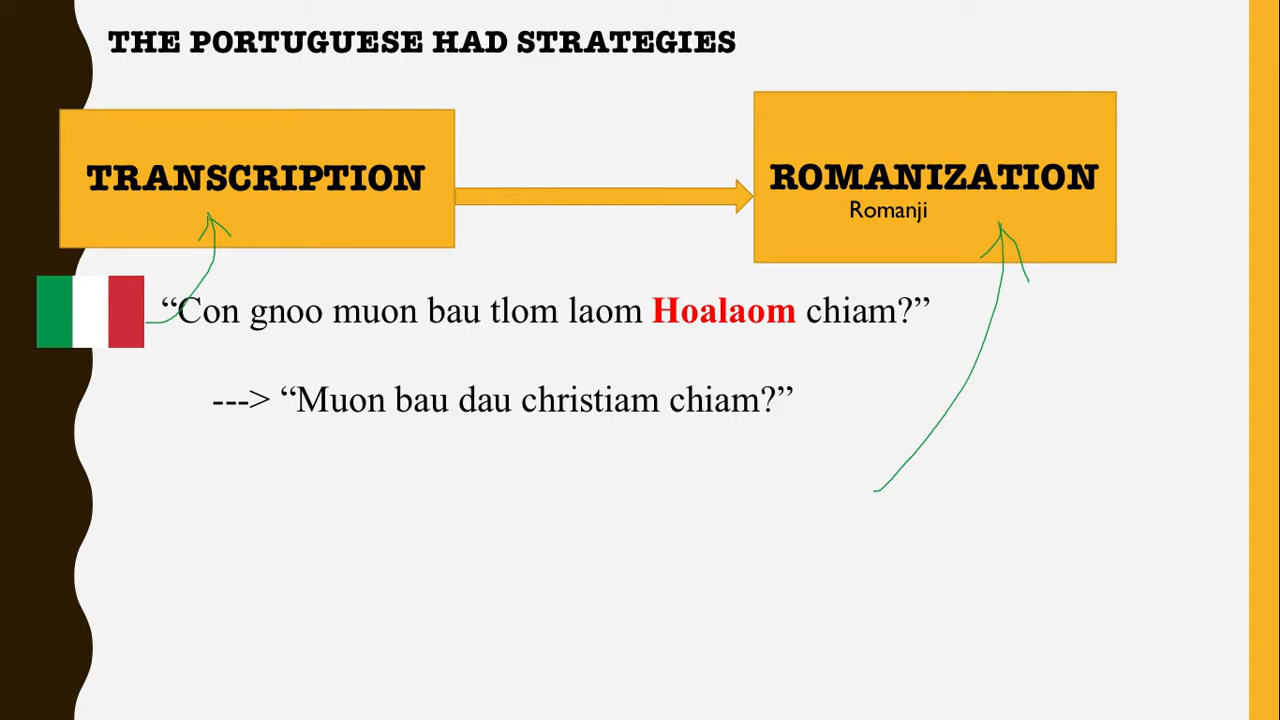 THE PORTUGUESE HAD STRATEGIES
TRANSCRIPTION
ROMANIZATION
Romanji
“Con gnoo muon bau tlom laom Hoalaom chiam?”
---> “Muon bau dau christiam chiam?”